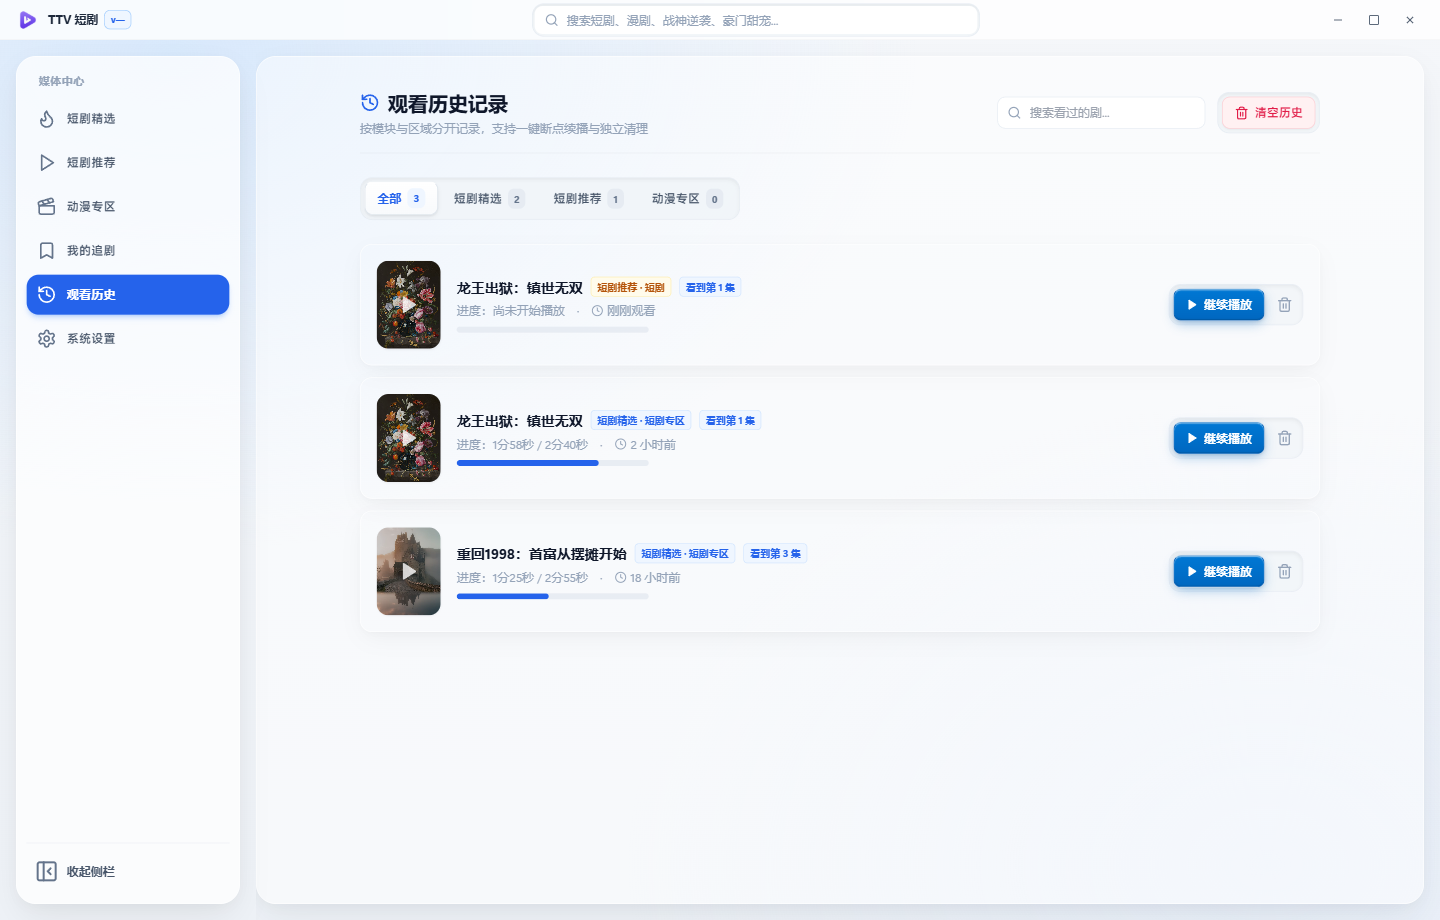 TTV 短剧 v—
搜索短剧、漫剧、战神逆袭、豪门甜宠...
媒体中心
短剧精选
短剧推荐
动漫专区
我的追剧
观看历史
系统设置
收起侧栏
观看历史记录
按模块与区域分开记录，支持一键断点续播与独立清理
搜索看过的剧...
清空历史
全部 3 短剧精选 2 短剧推荐 1 动漫专区 0
龙王出狱：镇世无双 短剧推荐 · 短剧 看到第 1 集
进度：尚未开始播放 · 刚刚观看
继续播放
龙王出狱：镇世无双 短剧精选 · 短剧专区 看到第 1 集
进度：1分58秒 / 2分40秒 · 2 小时前
继续播放
重回1998：首富从摆摊开始 短剧精选 · 短剧专区 看到第 3 集
进度：1分25秒 / 2分55秒 · 18 小时前
继续播放